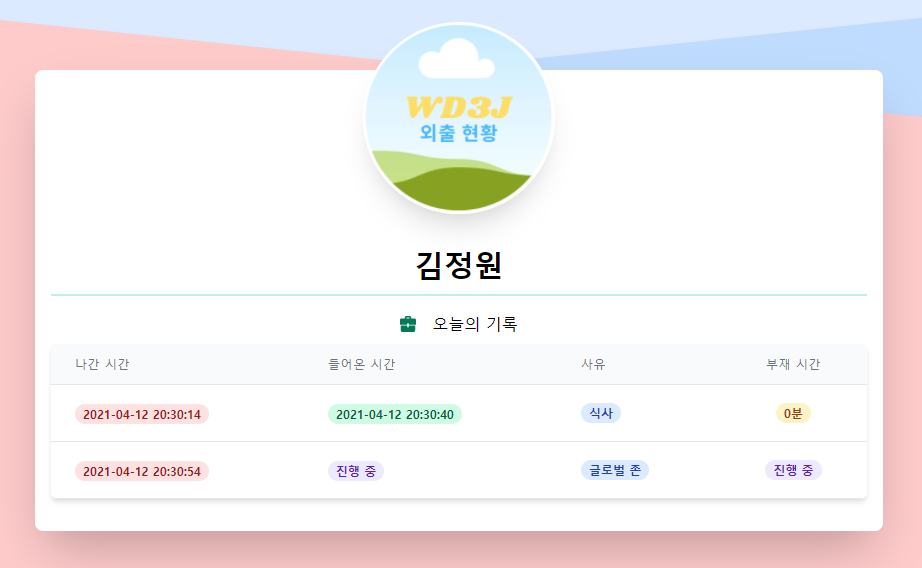 WD3J
외출 현황
김정원
오늘의 기록
나간 시간 들어온 시간 사유 부재 시간
2021-04-12 20:30:14 2021-04-12 20:30:40 식사 0분
2021-04-12 20:30:54 진행 중 글로벌 존 진행 중